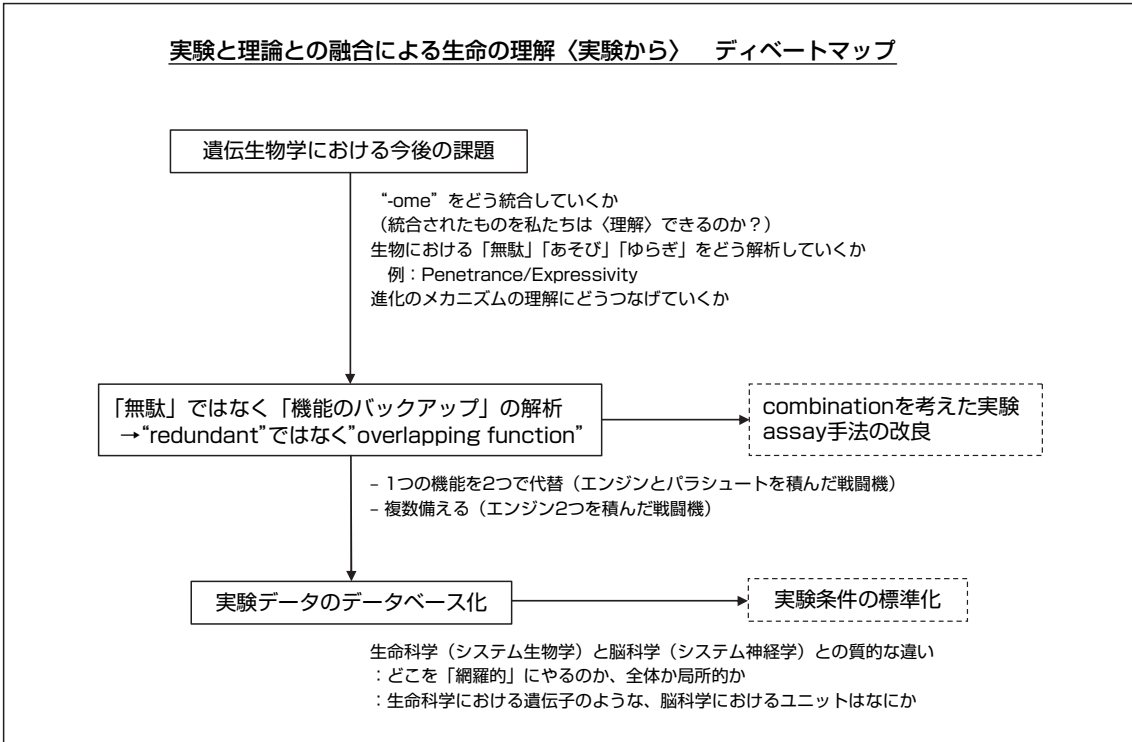 実験と理論との融合による生命の理解〈実験から〉　ディベートマップ
遺伝生物学における今後の課題
“-ome” をどう統合していくか
（統合されたものを私たちは〈理解〉できるのか？）
生物における「無駄」「あそび」「ゆらぎ」をどう解析していくか
例：Penetrance/Expressivity
進化のメカニズムの理解にどうつなげていくか
「無駄」ではなく「機能のバックアップ」の解析
→“redundant”ではなく”overlapping function”
combinationを考えた実験
assay手法の改良
– 1つの機能を2つで代替（エンジンとパラシュートを積んだ戦闘機）
– 複数備える（エンジン2つを積んだ戦闘機）
実験データのデータベース化
実験条件の標準化
生命科学（システム生物学）と脳科学（システム神経学）との質的な違い
：どこを「網羅的」にやるのか、全体か局所的か
：生命科学における遺伝子のような、脳科学におけるユニットはなにか